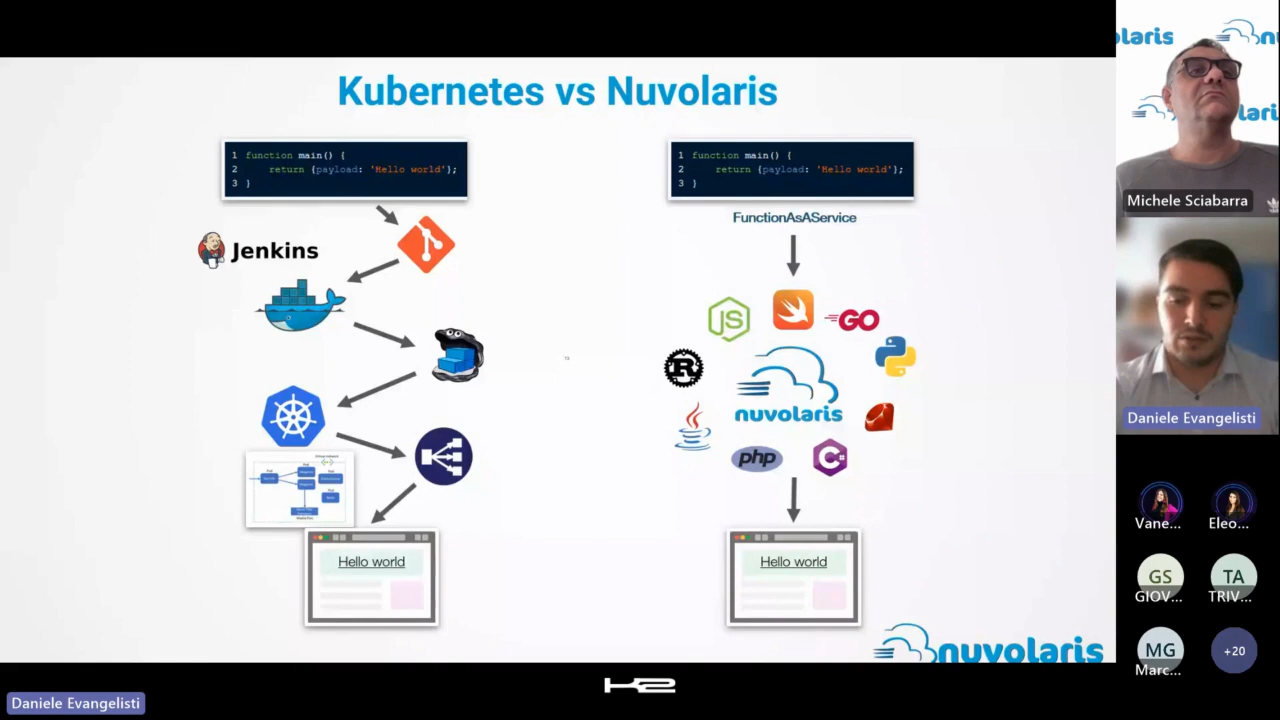 Kubernetes vs Nuvolaris
1 function main() {
2 return {payload: 'Hello world'};
3 }
Jenkins
Hello world
1 function main() {
2 return {payload: 'Hello world'};
3 }
FunctionAsAService
JS
GO
R
nuvolaris
Java
php
C#
Hello world
nuvolaris
K2
Daniele Evangelisti
Michele Sciabarra
Daniele Evangelisti
Vane...
Eleo...
GS
TA
GIOV...
TRIV...
MG
+20
Marc...